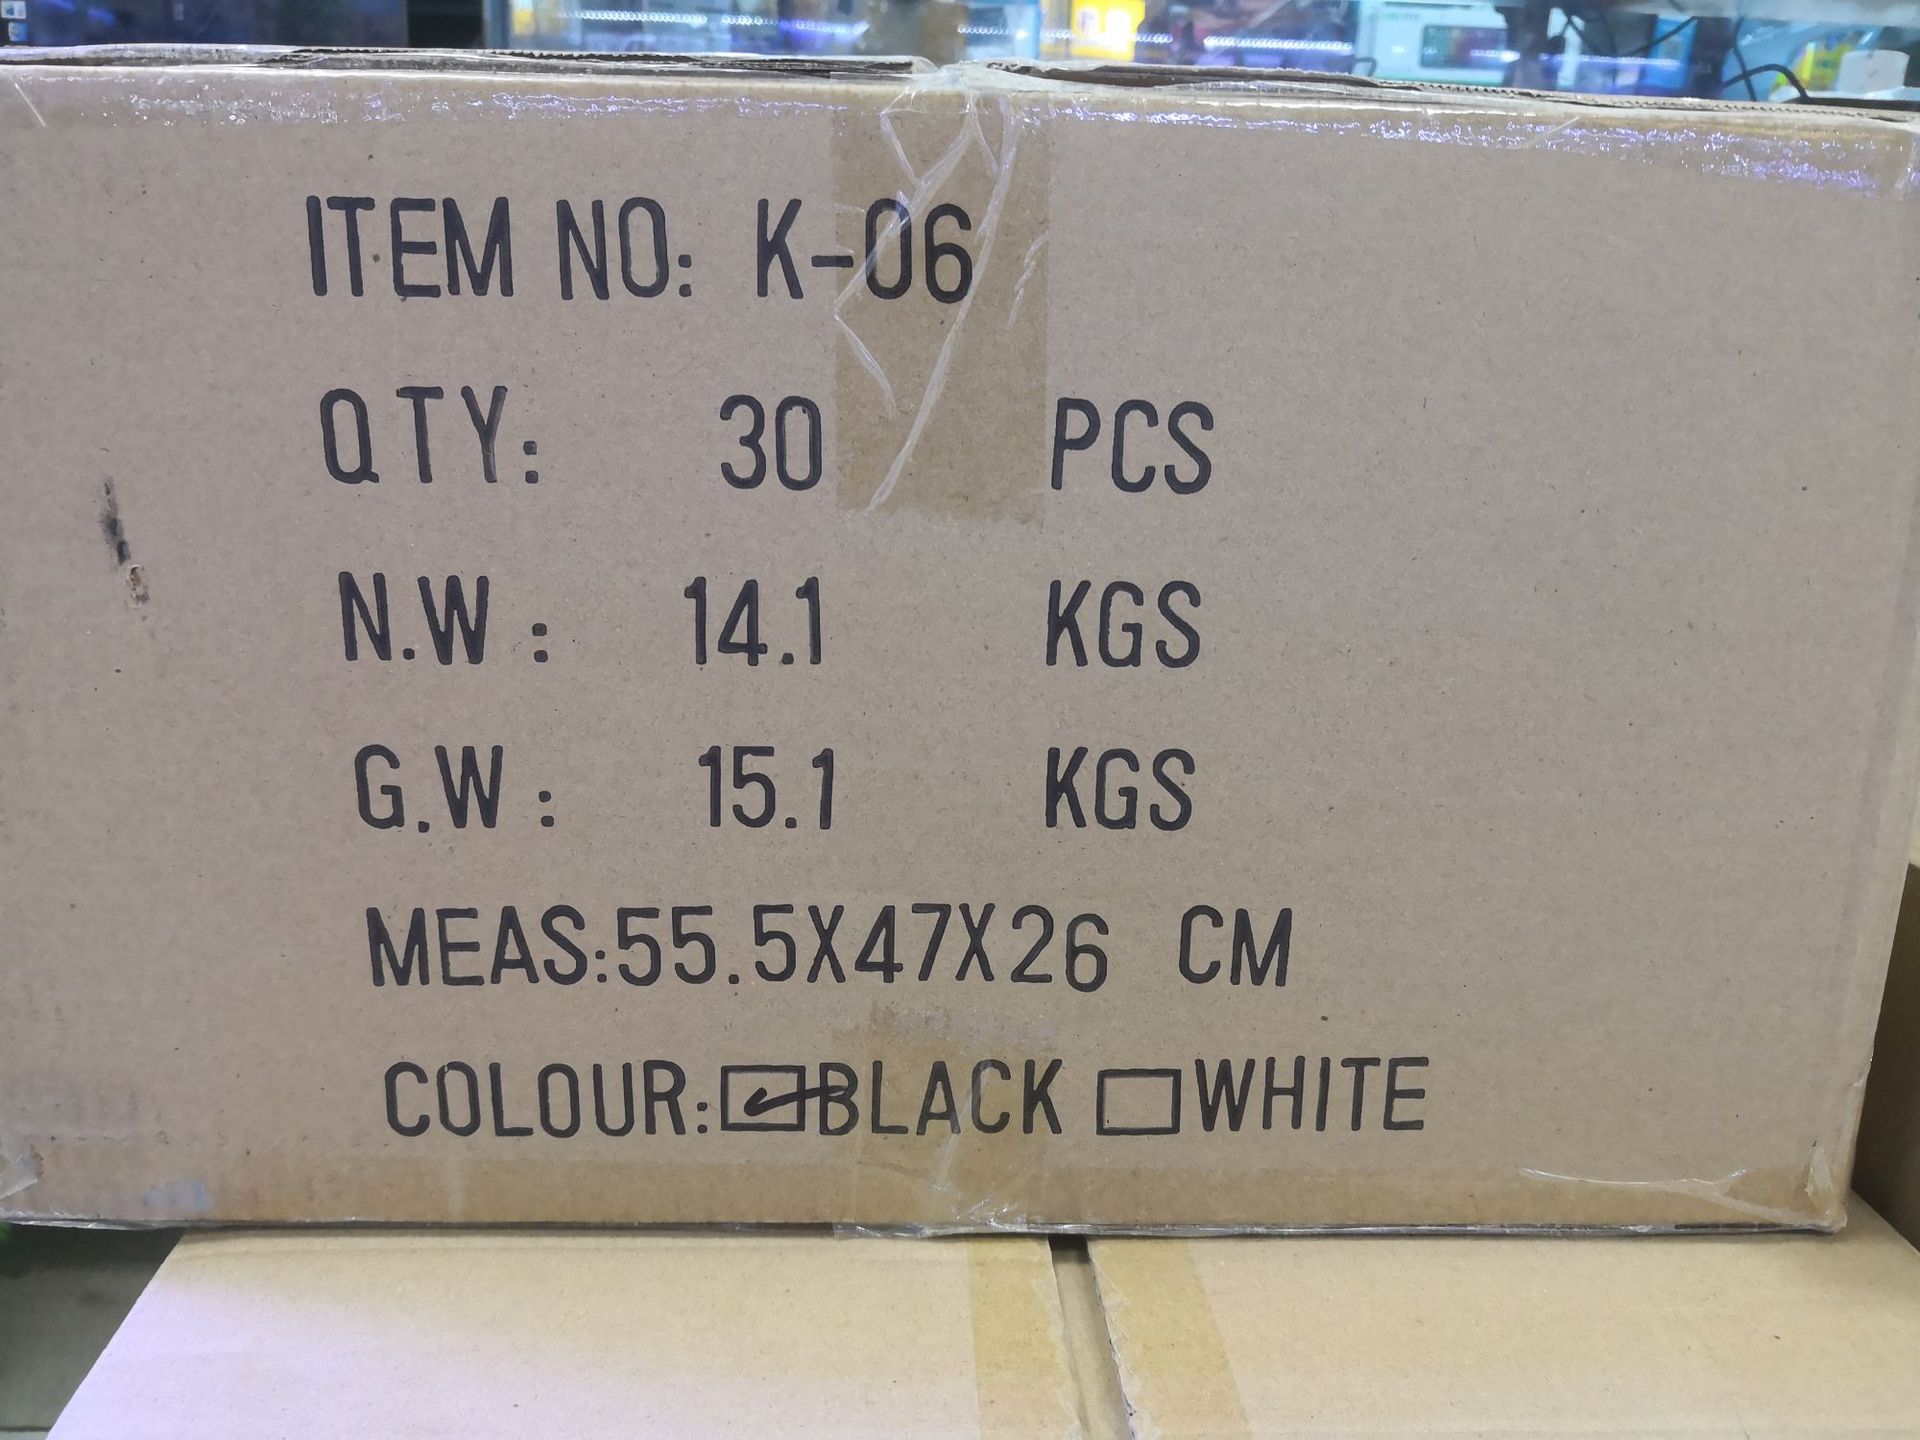 ITEM NO: K-06
QTY: 30 PCS
N.W: 14.1 KGS
G.W: 15.1 KGS
MEAS:55.5X47X26 CM
COLOUR:☑BLACK ☐WHITE